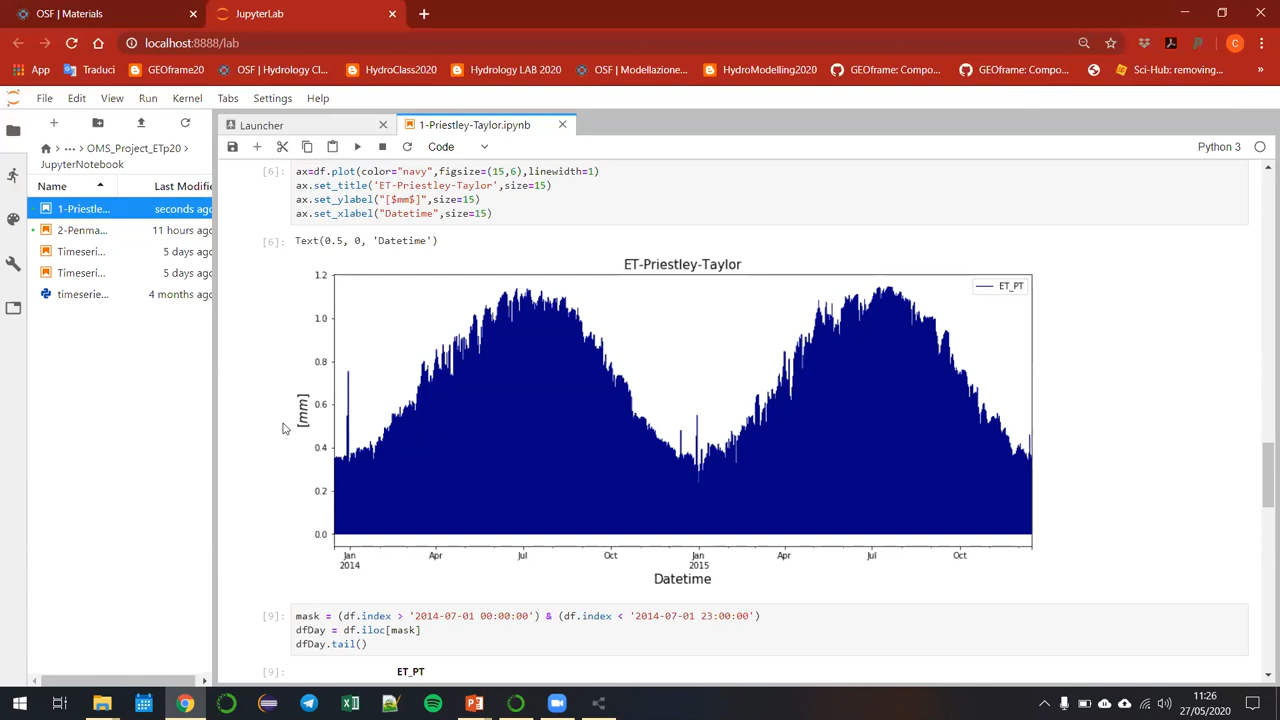 OSF | Materials
JupyterLab
localhost:8888/lab
App
Traduci
GEOframe20
OSF | Hydrology Cl...
HydroClass2020
Hydrology LAB 2020
OSF | Modellazione...
HydroModelling2020
GEOframe: Compo...
GEOframe: Compo...
Sci-Hub: removing...
»
File Edit View Run Kernel Tabs Settings Help
Launcher
1-Priestley-Taylor.ipynb
Code
Python 3
··· > OMS_Project_ETp20 >
JupyterNotebook
Name
Last Modifie
1-Priestle...
seconds ago
2-Penma...
11 hours ago
Timeseri...
5 days ago
Timeseri...
5 days ago
timeserie...
4 months ago
[6]:
ax=df.plot(color="navy",figsize=(15,6),linewidth=1)
ax.set_title('ET-Priestley-Taylor',size=15)
ax.set_ylabel("[$mm$]",size=15)
ax.set_xlabel("Datetime",size=15)
[6]:
Text(0.5, 0, 'Datetime')
ET-Priestley-Taylor
ET_PT
1.2
1.0
0.8
0.6
0.4
0.2
0.0
[mm]
Jan
2014
Apr
Jul
Oct
Jan
2015
Apr
Jul
Oct
Datetime
[9]:
mask = (df.index > '2014-07-01 00:00:00') & (df.index < '2014-07-01 23:00:00')
dfDay = df.iloc[mask]
dfDay.tail()
[9]:
ET_PT
11:26
27/05/2020